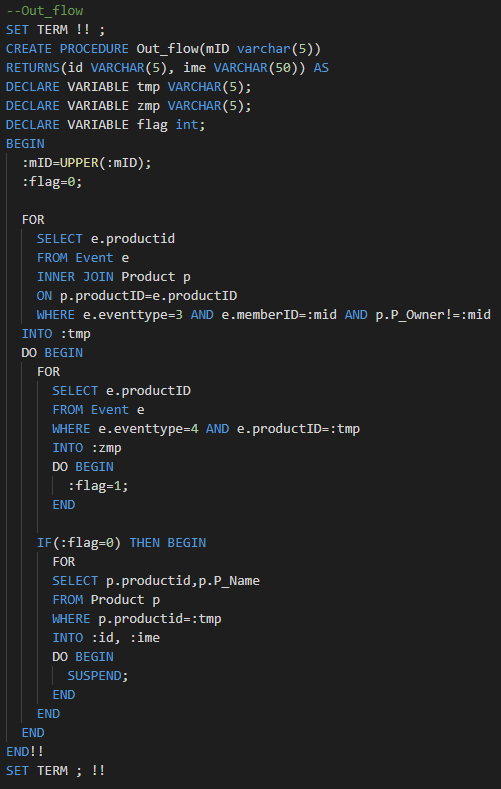 --Out_flow
SET TERM !! ;
CREATE PROCEDURE Out_flow(mID varchar(5))
RETURNS(id VARCHAR(5), ime VARCHAR(50)) AS
DECLARE VARIABLE tmp VARCHAR(5);
DECLARE VARIABLE zmp VARCHAR(5);
DECLARE VARIABLE flag int;
BEGIN
  :mID=UPPER(:mID);
  :flag=0;

  FOR
    SELECT e.productid
    FROM Event e
    INNER JOIN Product p
    ON p.productID=e.productID
    WHERE e.eventtype=3 AND e.memberID=:mid AND p.P_Owner!=:mid
  INTO :tmp
  DO BEGIN
    FOR
      SELECT e.productID
      FROM Event e
      WHERE e.eventtype=4 AND e.productID=:tmp
      INTO :zmp
      DO BEGIN
        :flag=1;
      END

    IF(:flag=0) THEN BEGIN
      FOR
      SELECT p.productid,p.P_Name
      FROM Product p
      WHERE p.productid=:tmp
      INTO :id, :ime
      DO BEGIN
        SUSPEND;
      END
    END
  END
END!!
SET TERM ; !!